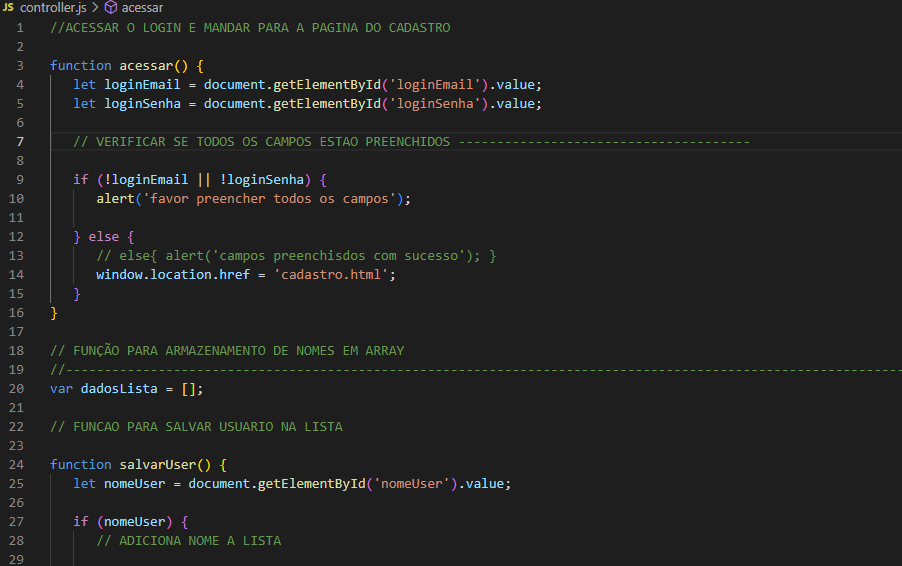 JS controller.js > acessar
1 //ACESSAR O LOGIN E MANDAR PARA A PAGINA DO CADASTRO
2
3 function acessar() {
4 let loginEmail = document.getElementById('loginEmail').value;
5 let loginSenha = document.getElementById('loginSenha').value;
6
7 // VERIFICAR SE TODOS OS CAMPOS ESTAO PREENCHIDOS --------------------------------------
8
9 if (!loginEmail || !loginSenha) {
10 alert('favor preencher todos os campos');
11
12 } else {
13 // else{ alert('campos preenchisdos com sucesso'); }
14 window.location.href = 'cadastro.html';
15 }
16 }
17
18 // FUNÇÃO PARA ARMAZENAMENTO DE NOMES EM ARRAY
19 //-------------------------------------------------------------------------------------------------------------
20 var dadosLista = [];
21
22 // FUNCAO PARA SALVAR USUARIO NA LISTA
23
24 function salvarUser() {
25 let nomeUser = document.getElementById('nomeUser').value;
26
27 if (nomeUser) {
28 // ADICIONA NOME A LISTA
29